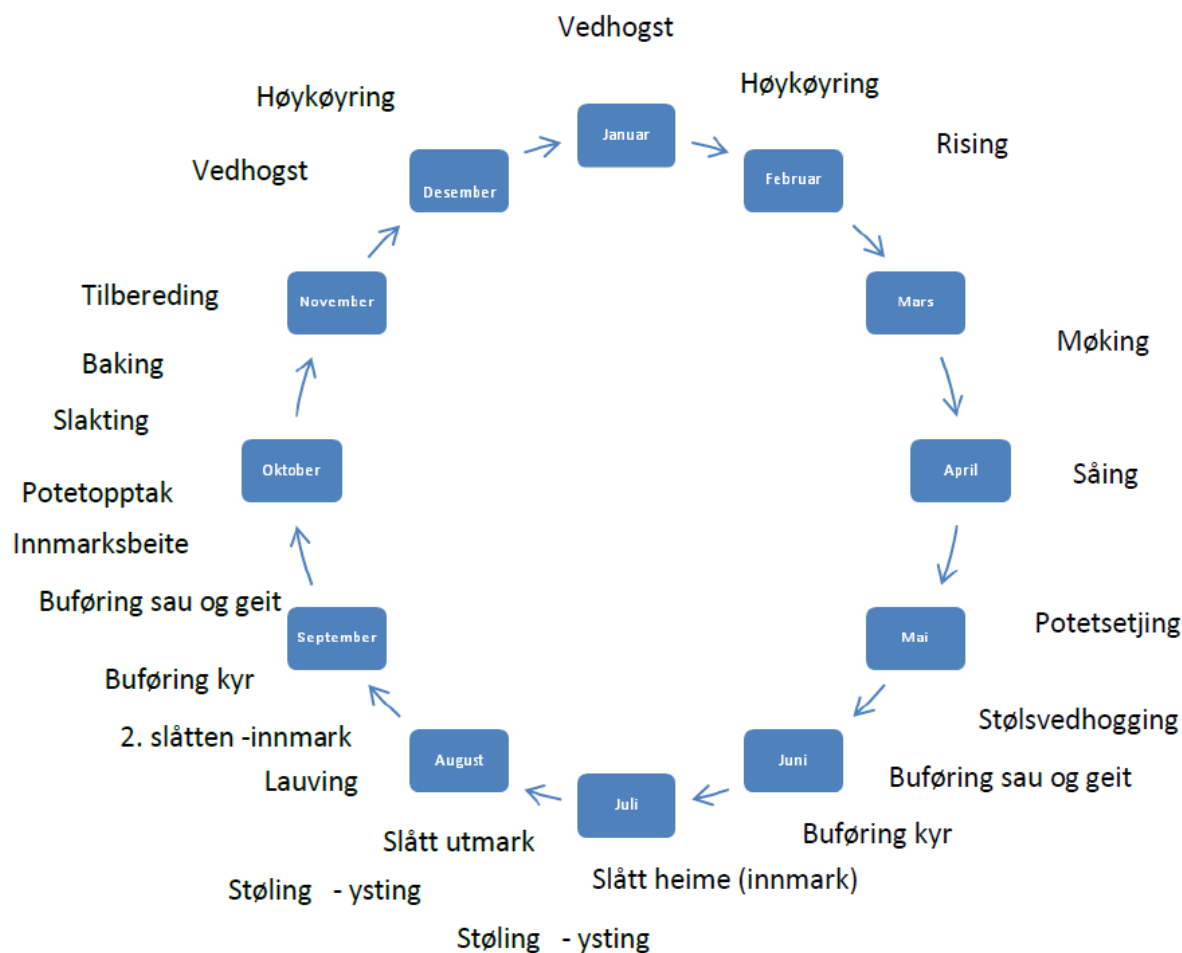 Vedhogst
Høykøyring
Høykøyring
Januar
Rising
Vedhogst
Desember
Februar
Tilbereding
November
Mars
Møking
Baking
Slakting
Oktober
April
Såing
Potetopptak
Innmarksbeite
Buføring sau og geit
September
Mai
Potetsetjing
Buføring kyr
Stølsvedhogging
2. slåtten -innmark
August
Juni
Buføring sau og geit
Lauving
Juli
Slått utmark
Buføring kyr
Støling - ysting
Slått heime (innmark)
Støling - ysting